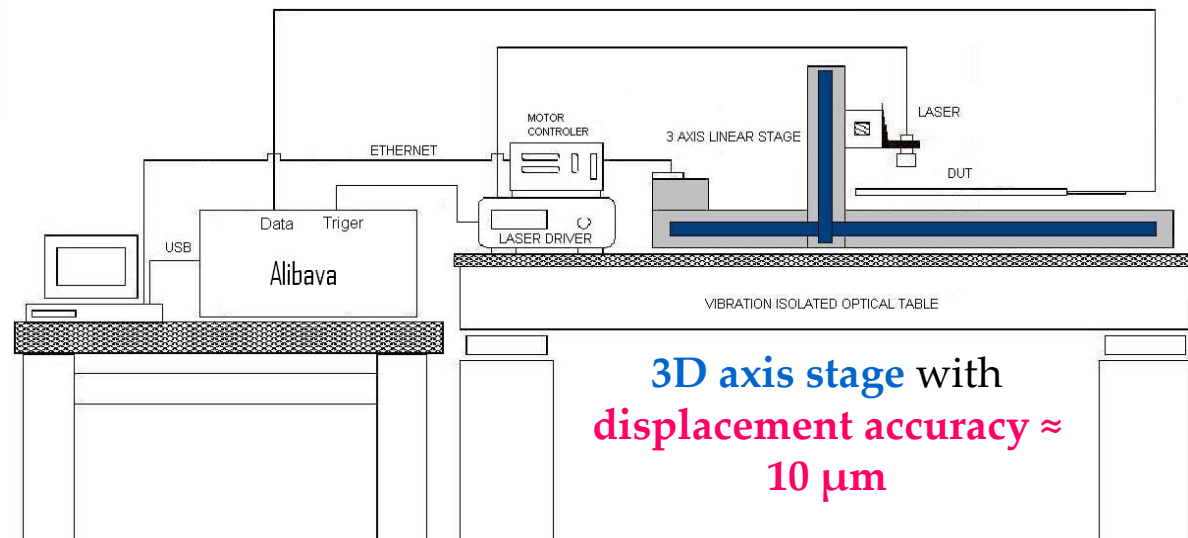 MOTOR
CONTROLER
3 AXIS LINEAR STAGE
LASER
ETHERNET
DUT
Data Triger
LASER DRIVER
USB
Alibava
VIBRATION ISOLATED OPTICAL TABLE
3D axis stage with
displacement accuracy ≈
10 μm